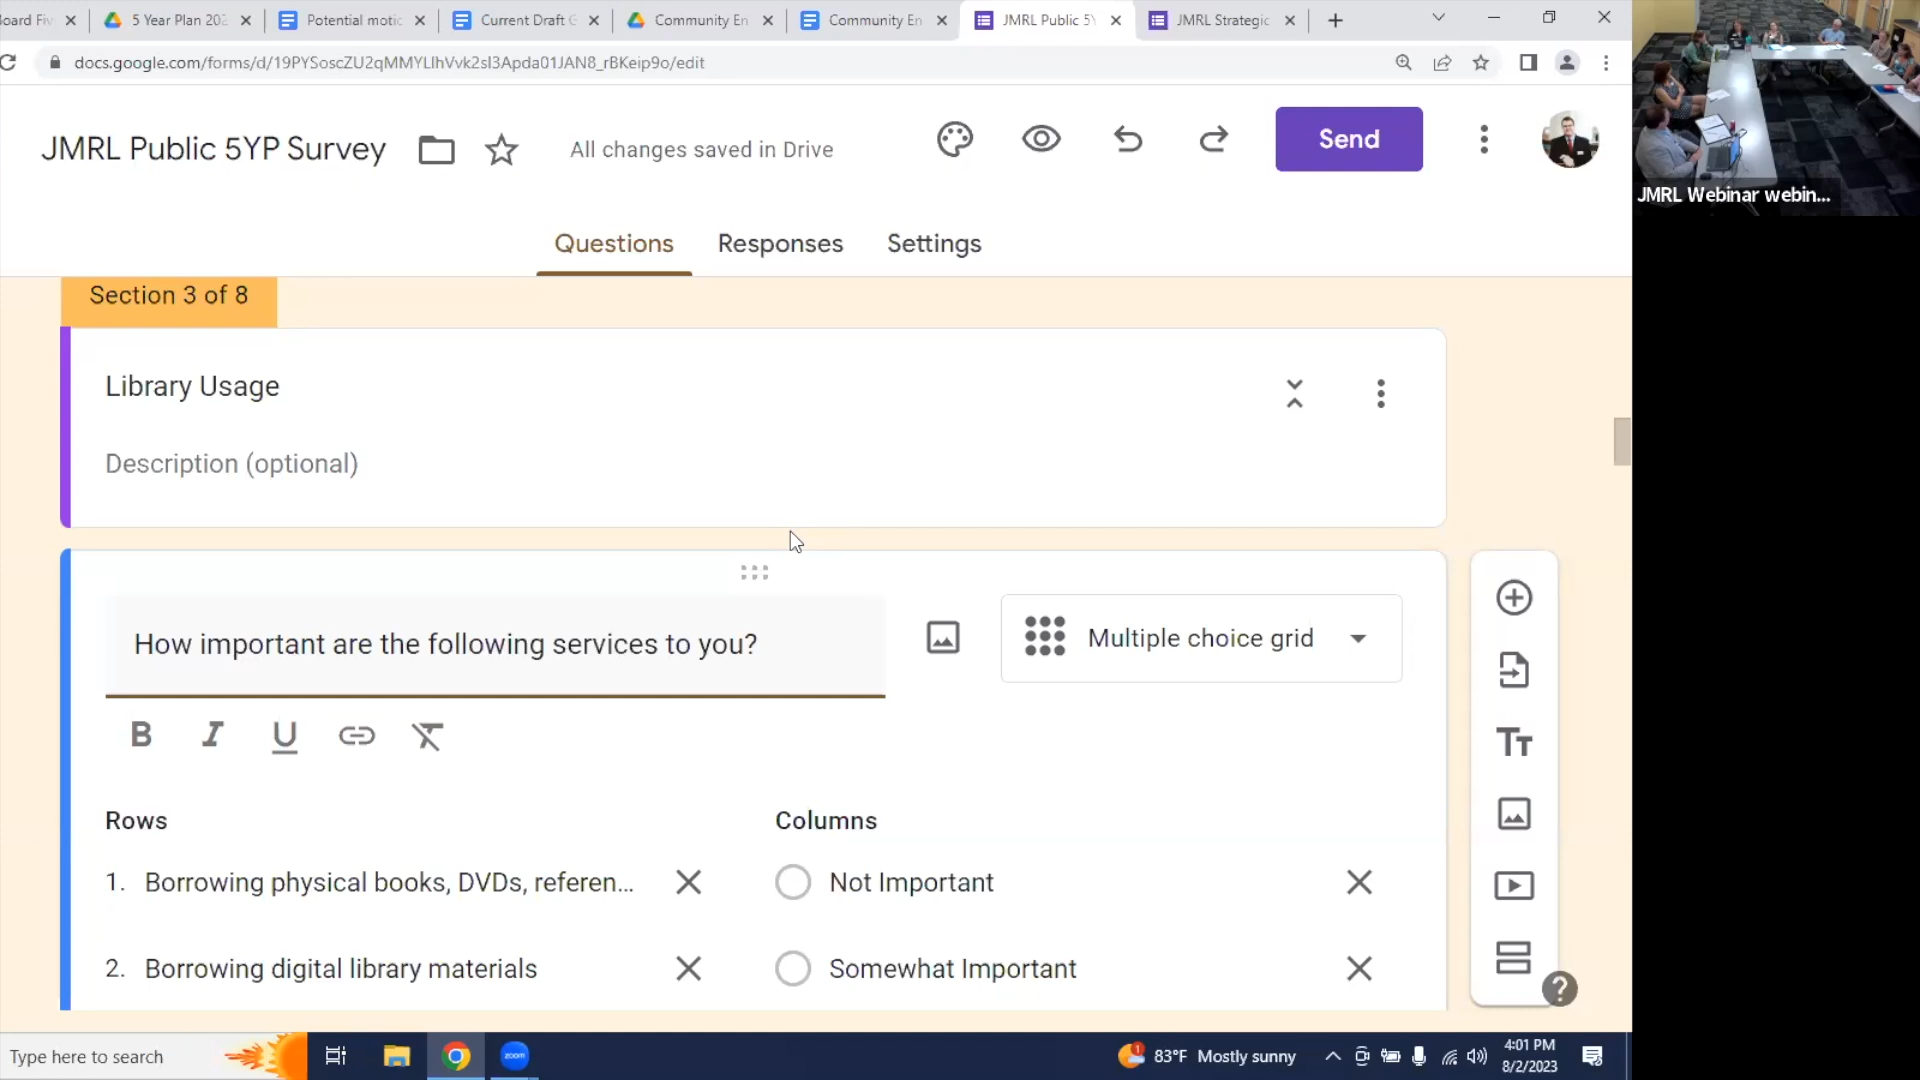 oard Fiv
5 Year Plan 202
Potential motic
Current Draft G
Community En
Community En
JMRL Public 5Y
JMRL Strategic
docs.google.com/forms/d/19PYSoscZU2qMMYLIhVvk2sI3Apda01JAN8_rBKeip9o/edit
JMRL Public 5YP Survey
All changes saved in Drive
Send
Questions
Responses
Settings
Section 3 of 8
Library Usage
Description (optional)
How important are the following services to you?
Multiple choice grid
B I U
Rows
Columns
1. Borrowing physical books, DVDs, referen...
Not Important
2. Borrowing digital library materials
Somewhat Important
Type here to search
zoom
1
83°F Mostly sunny
4:01 PM
8/2/2023
JMRL Webinar webin...